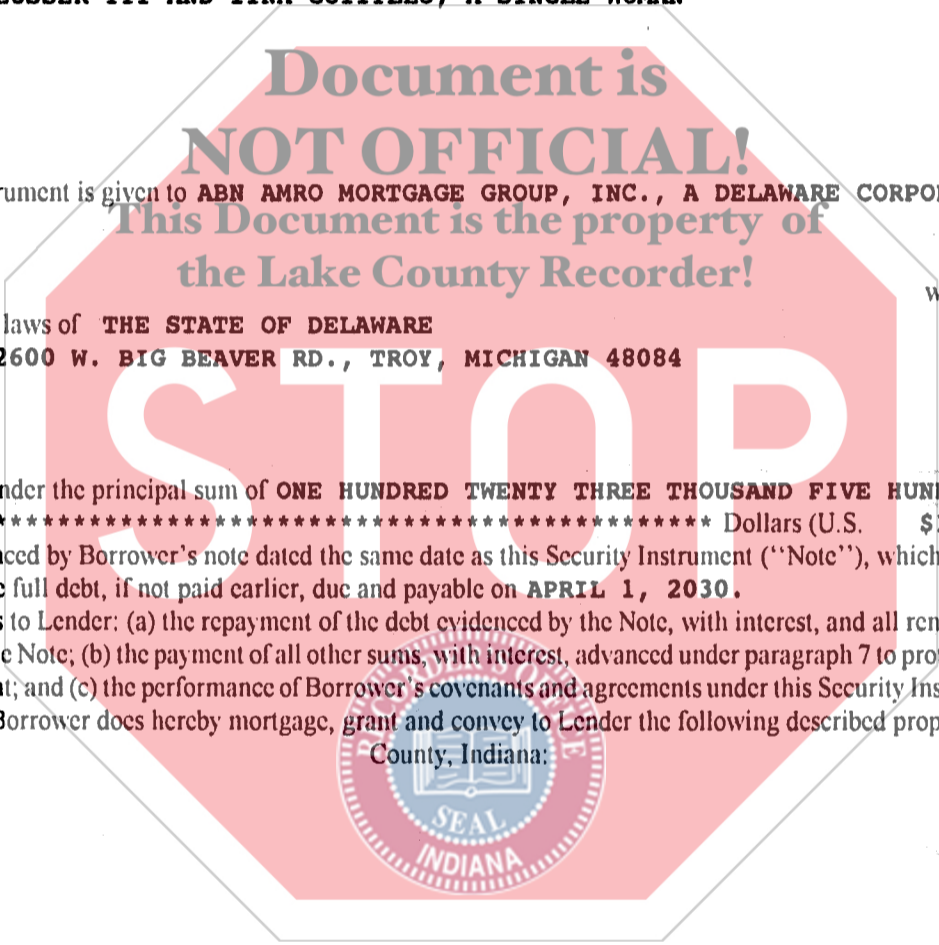 Document is
NOT OFFICIAL!
rument is given to ABN AMRO MORTGAGE GROUP, INC., A DELAWARE CORPO
This Document is the property of
the Lake County Recorder!
laws of THE STATE OF DELAWARE
2600 W. BIG BEAVER RD., TROY, MICHIGAN 48084
STOP
nder the principal sum of ONE HUNDRED TWENTY THREE THOUSAND FIVE HUN
************************************************ Dollars (U.S. $
ced by Borrower's note dated the same date as this Security Instrument (‘‘Note’’), which
full debt, if not paid earlier, due and payable on APRIL 1, 2030.
s to Lender: (a) the repayment of the debt evidenced by the Note, with interest, and all ren
e Note; (b) the payment of all other sums, with interest, advanced under paragraph 7 to pro
t; and (c) the performance of Borrower's covenants and agreements under this Security Ins
Borrower does hereby mortgage, grant and convey to Lender the following described prop
County, Indiana:
RECORDER'S OFFICE
SEAL
INDIANA